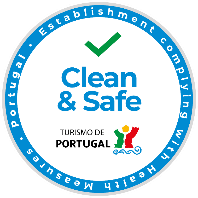 Portugal • Establishment complying with Health Measures •
Clean
& Safe
TURISMO DE
PORTUGAL